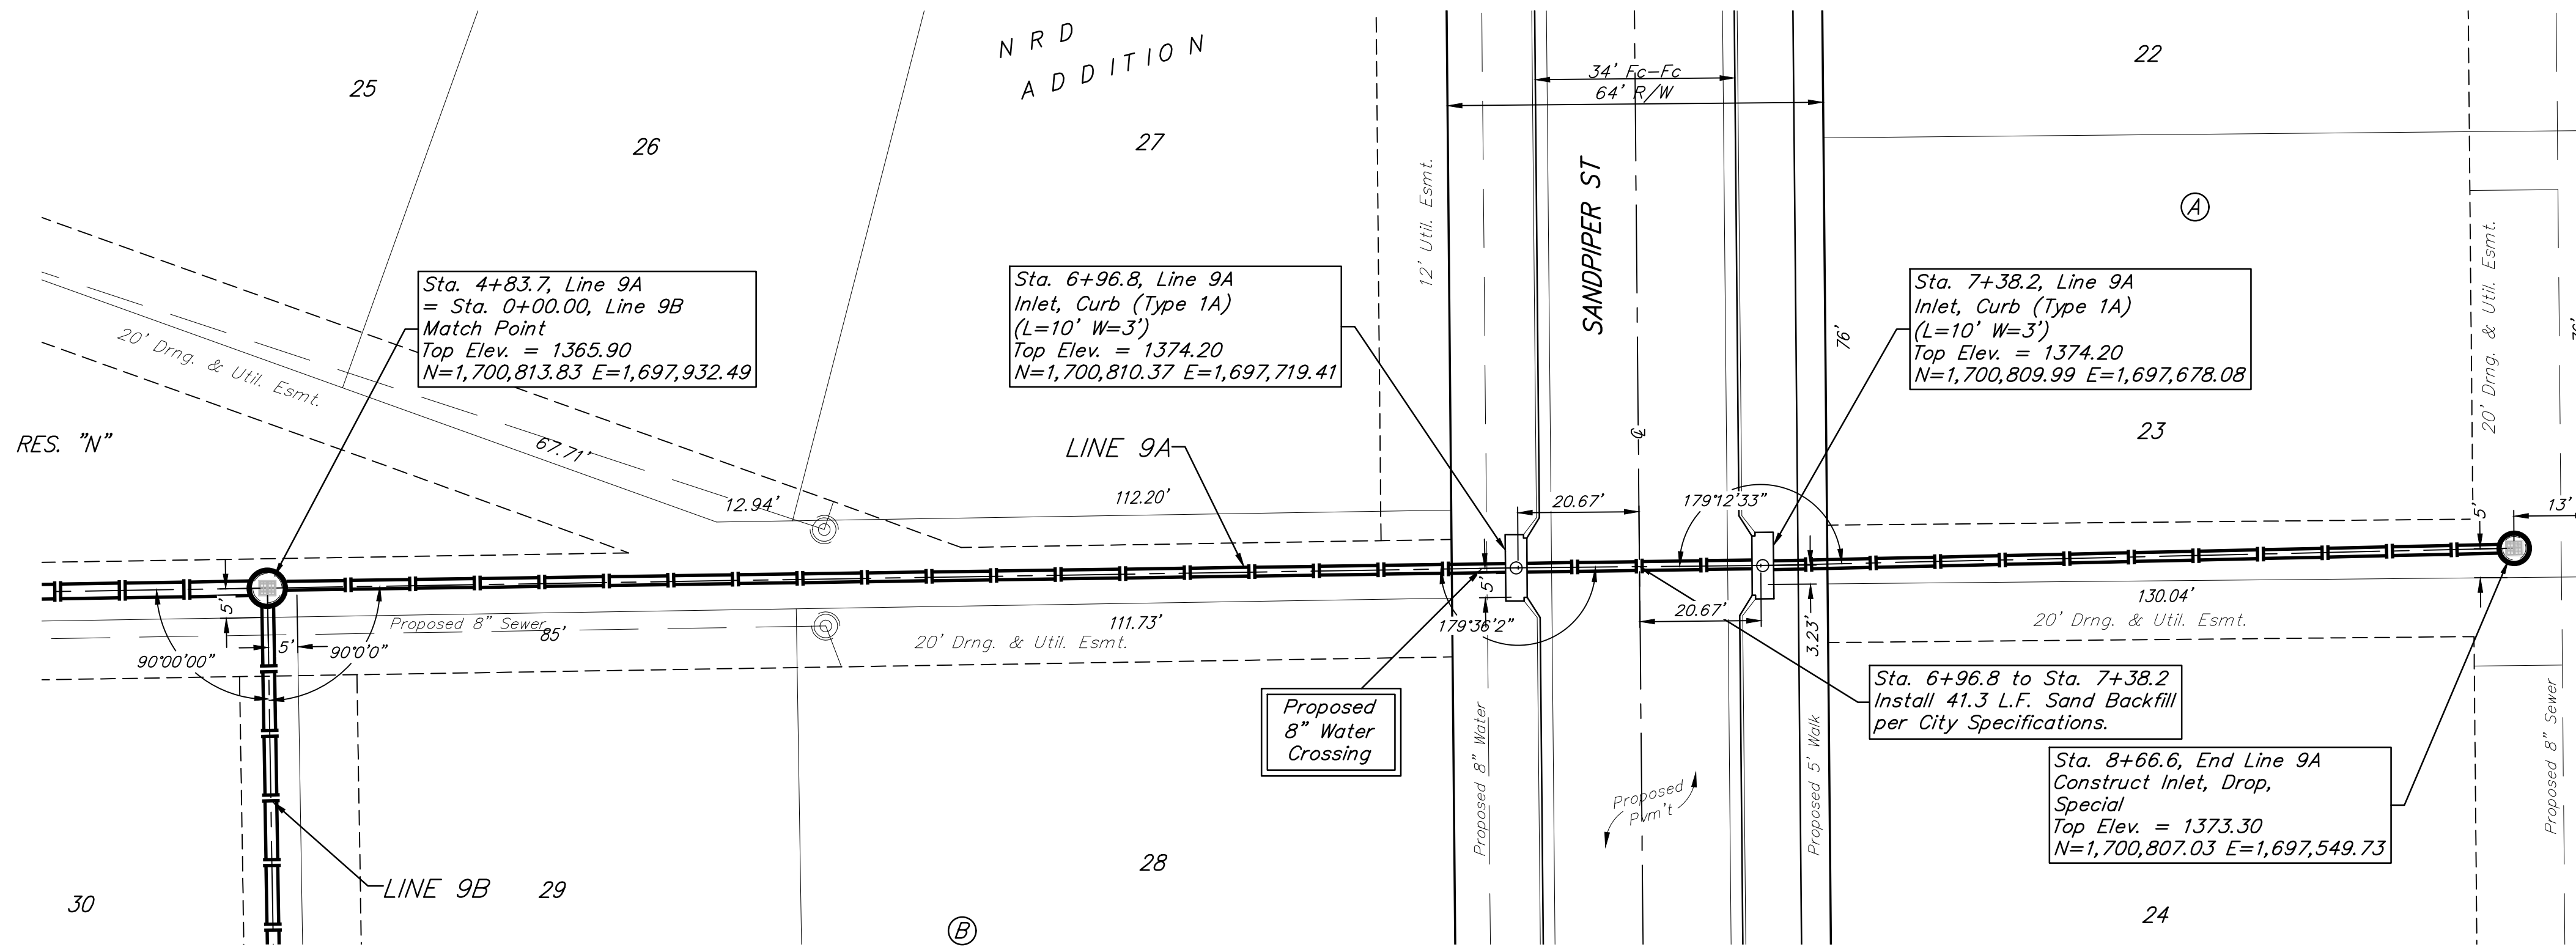 N R D
A D D I T I O N
25
26
27
22
34' Fc-Fc
64' R/W
12' Util. Esmt.
SANDPIPER ST
A
20' Drng. & Util. Esmt.
Sta. 4+83.7, Line 9A
= Sta. 0+00.00, Line 9B
Match Point
Top Elev. = 1365.90
N=1,700,813.83 E=1,697,932.49
Sta. 6+96.8, Line 9A
Inlet, Curb (Type 1A)
(L=10' W=3')
Top Elev. = 1374.20
N=1,700,810.37 E=1,697,719.41
Sta. 7+38.2, Line 9A
Inlet, Curb (Type 1A)
(L=10' W=3')
Top Elev. = 1374.20
N=1,700,809.99 E=1,697,678.08
76'
20' Drng. & Util. Esmt.
RES. "N"
67.71'
LINE 9A
℄
23
12.94'
112.20'
20.67'
179°12'33"
5'
13'
5'
Proposed 8" Sewer
85'
111.73'
20' Drng. & Util. Esmt.
5'
179°36'2"
20.67'
3.23'
130.04'
20' Drng. & Util. Esmt.
90°00'00"
5'
90°0'0"
Proposed
8" Water
Crossing
Proposed 8" Water
Proposed 5' Walk
Proposed 8" Sewer
Sta. 6+96.8 to Sta. 7+38.2
Install 41.3 L.F. Sand Backfill
per City Specifications.
Sta. 8+66.6, End Line 9A
Construct Inlet, Drop,
Special
Top Elev. = 1373.30
N=1,700,807.03 E=1,697,549.73
Proposed
Pvm't
LINE 9B
30
29
28
B
24